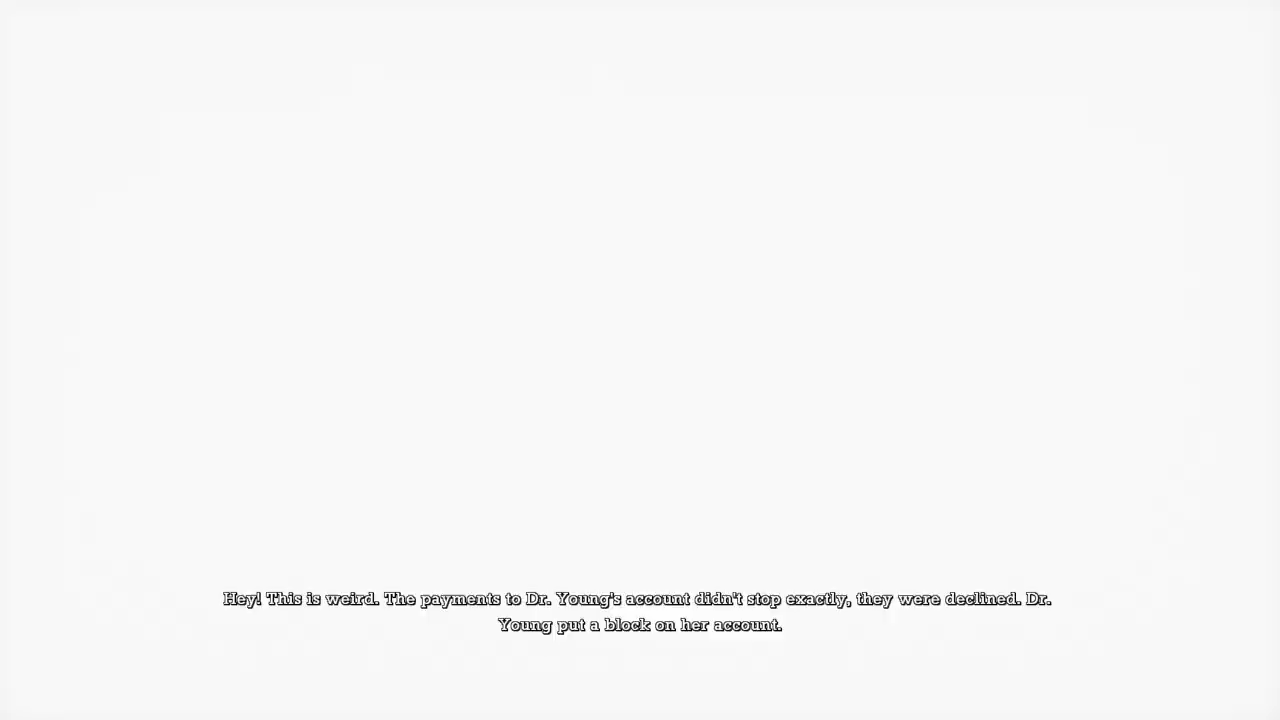 Hey! This is weird. The payments to Dr. Young's account didn't stop exactly, they were declined. Dr.
Young put a block on her account.